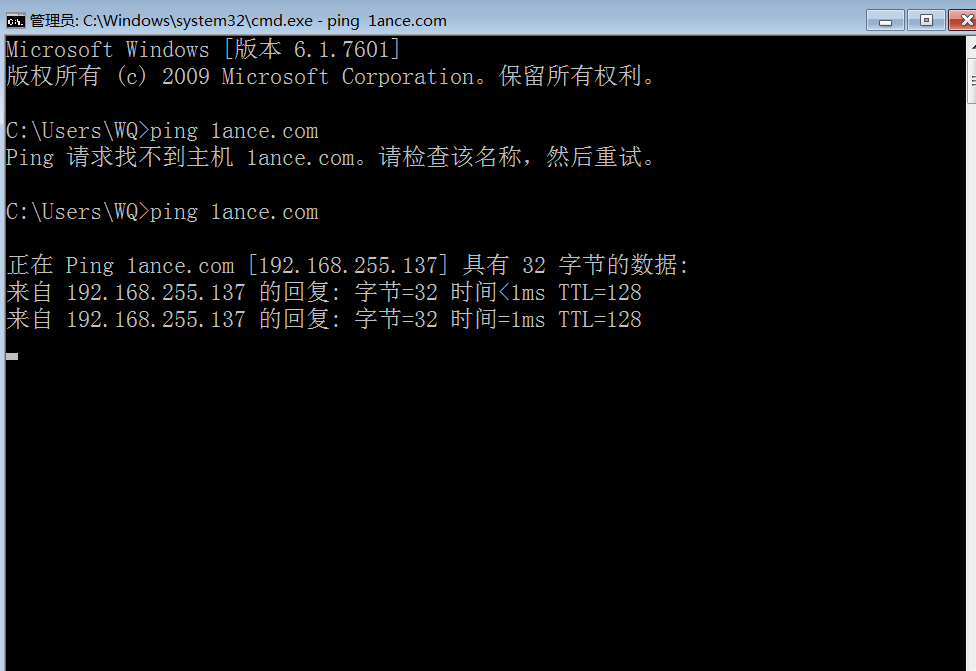 管理员: C:\Windows\system32\cmd.exe - ping  1ance.com
Microsoft Windows [版本 6.1.7601]
版权所有 (c) 2009 Microsoft Corporation。保留所有权利。
C:\Users\WQ>ping 1ance.com
Ping 请求找不到主机 1ance.com。请检查该名称，然后重试。
C:\Users\WQ>ping 1ance.com
正在 Ping 1ance.com [192.168.255.137] 具有 32 字节的数据:
来自 192.168.255.137 的回复: 字节=32 时间<1ms TTL=128
来自 192.168.255.137 的回复: 字节=32 时间=1ms TTL=128